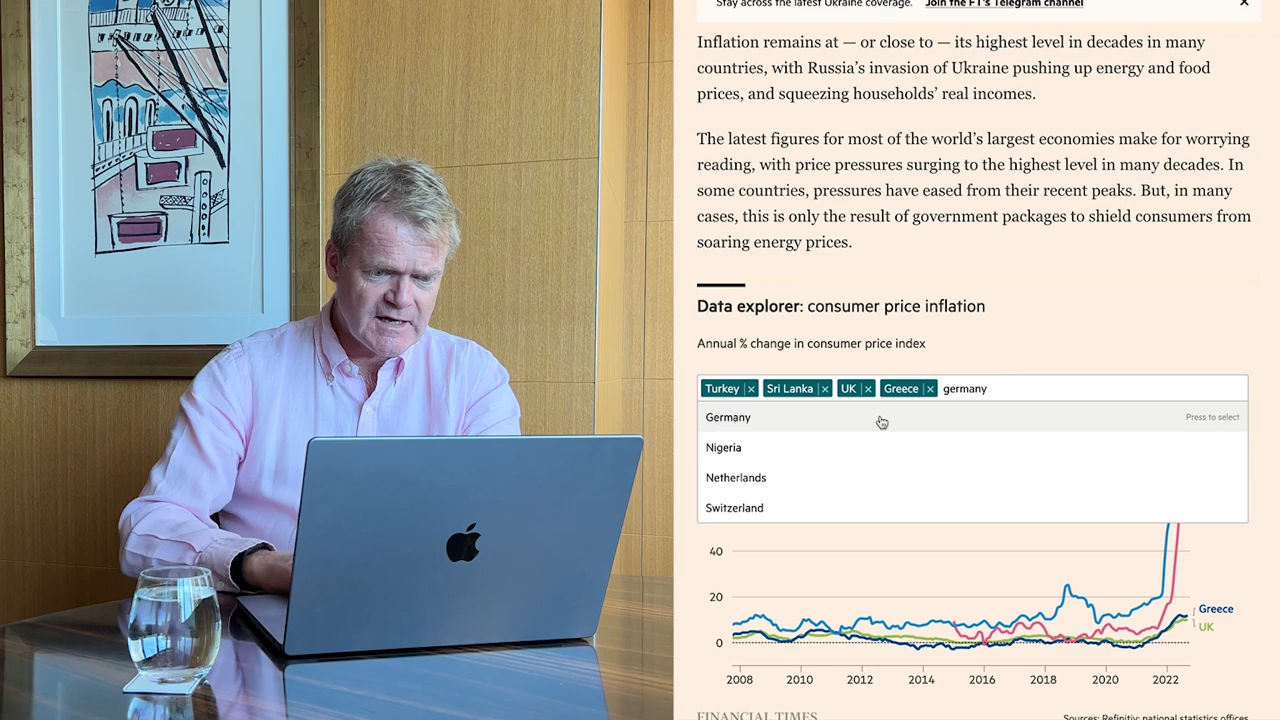 Stay across the latest Ukraine coverage. Join the FT's Telegram channel ×
Inflation remains at — or close to — its highest level in decades in many
countries, with Russia's invasion of Ukraine pushing up energy and food
prices, and squeezing households' real incomes.
The latest figures for most of the world's largest economies make for worrying
reading, with price pressures surging to the highest level in many decades. In
some countries, pressures have eased from their recent peaks. But, in many
cases, this is only the result of government packages to shield consumers from
soaring energy prices.
Data explorer: consumer price inflation
Annual % change in consumer price index
Turkey × Sri Lanka × UK × Greece × germany
Germany Press to select
Nigeria
Netherlands
Switzerland
40
20
0
Greece
UK
2008 2010 2012 2014 2016 2018 2020 2022
FINANCIAL TIMES
Sources: Refinitiv; national statistics offices